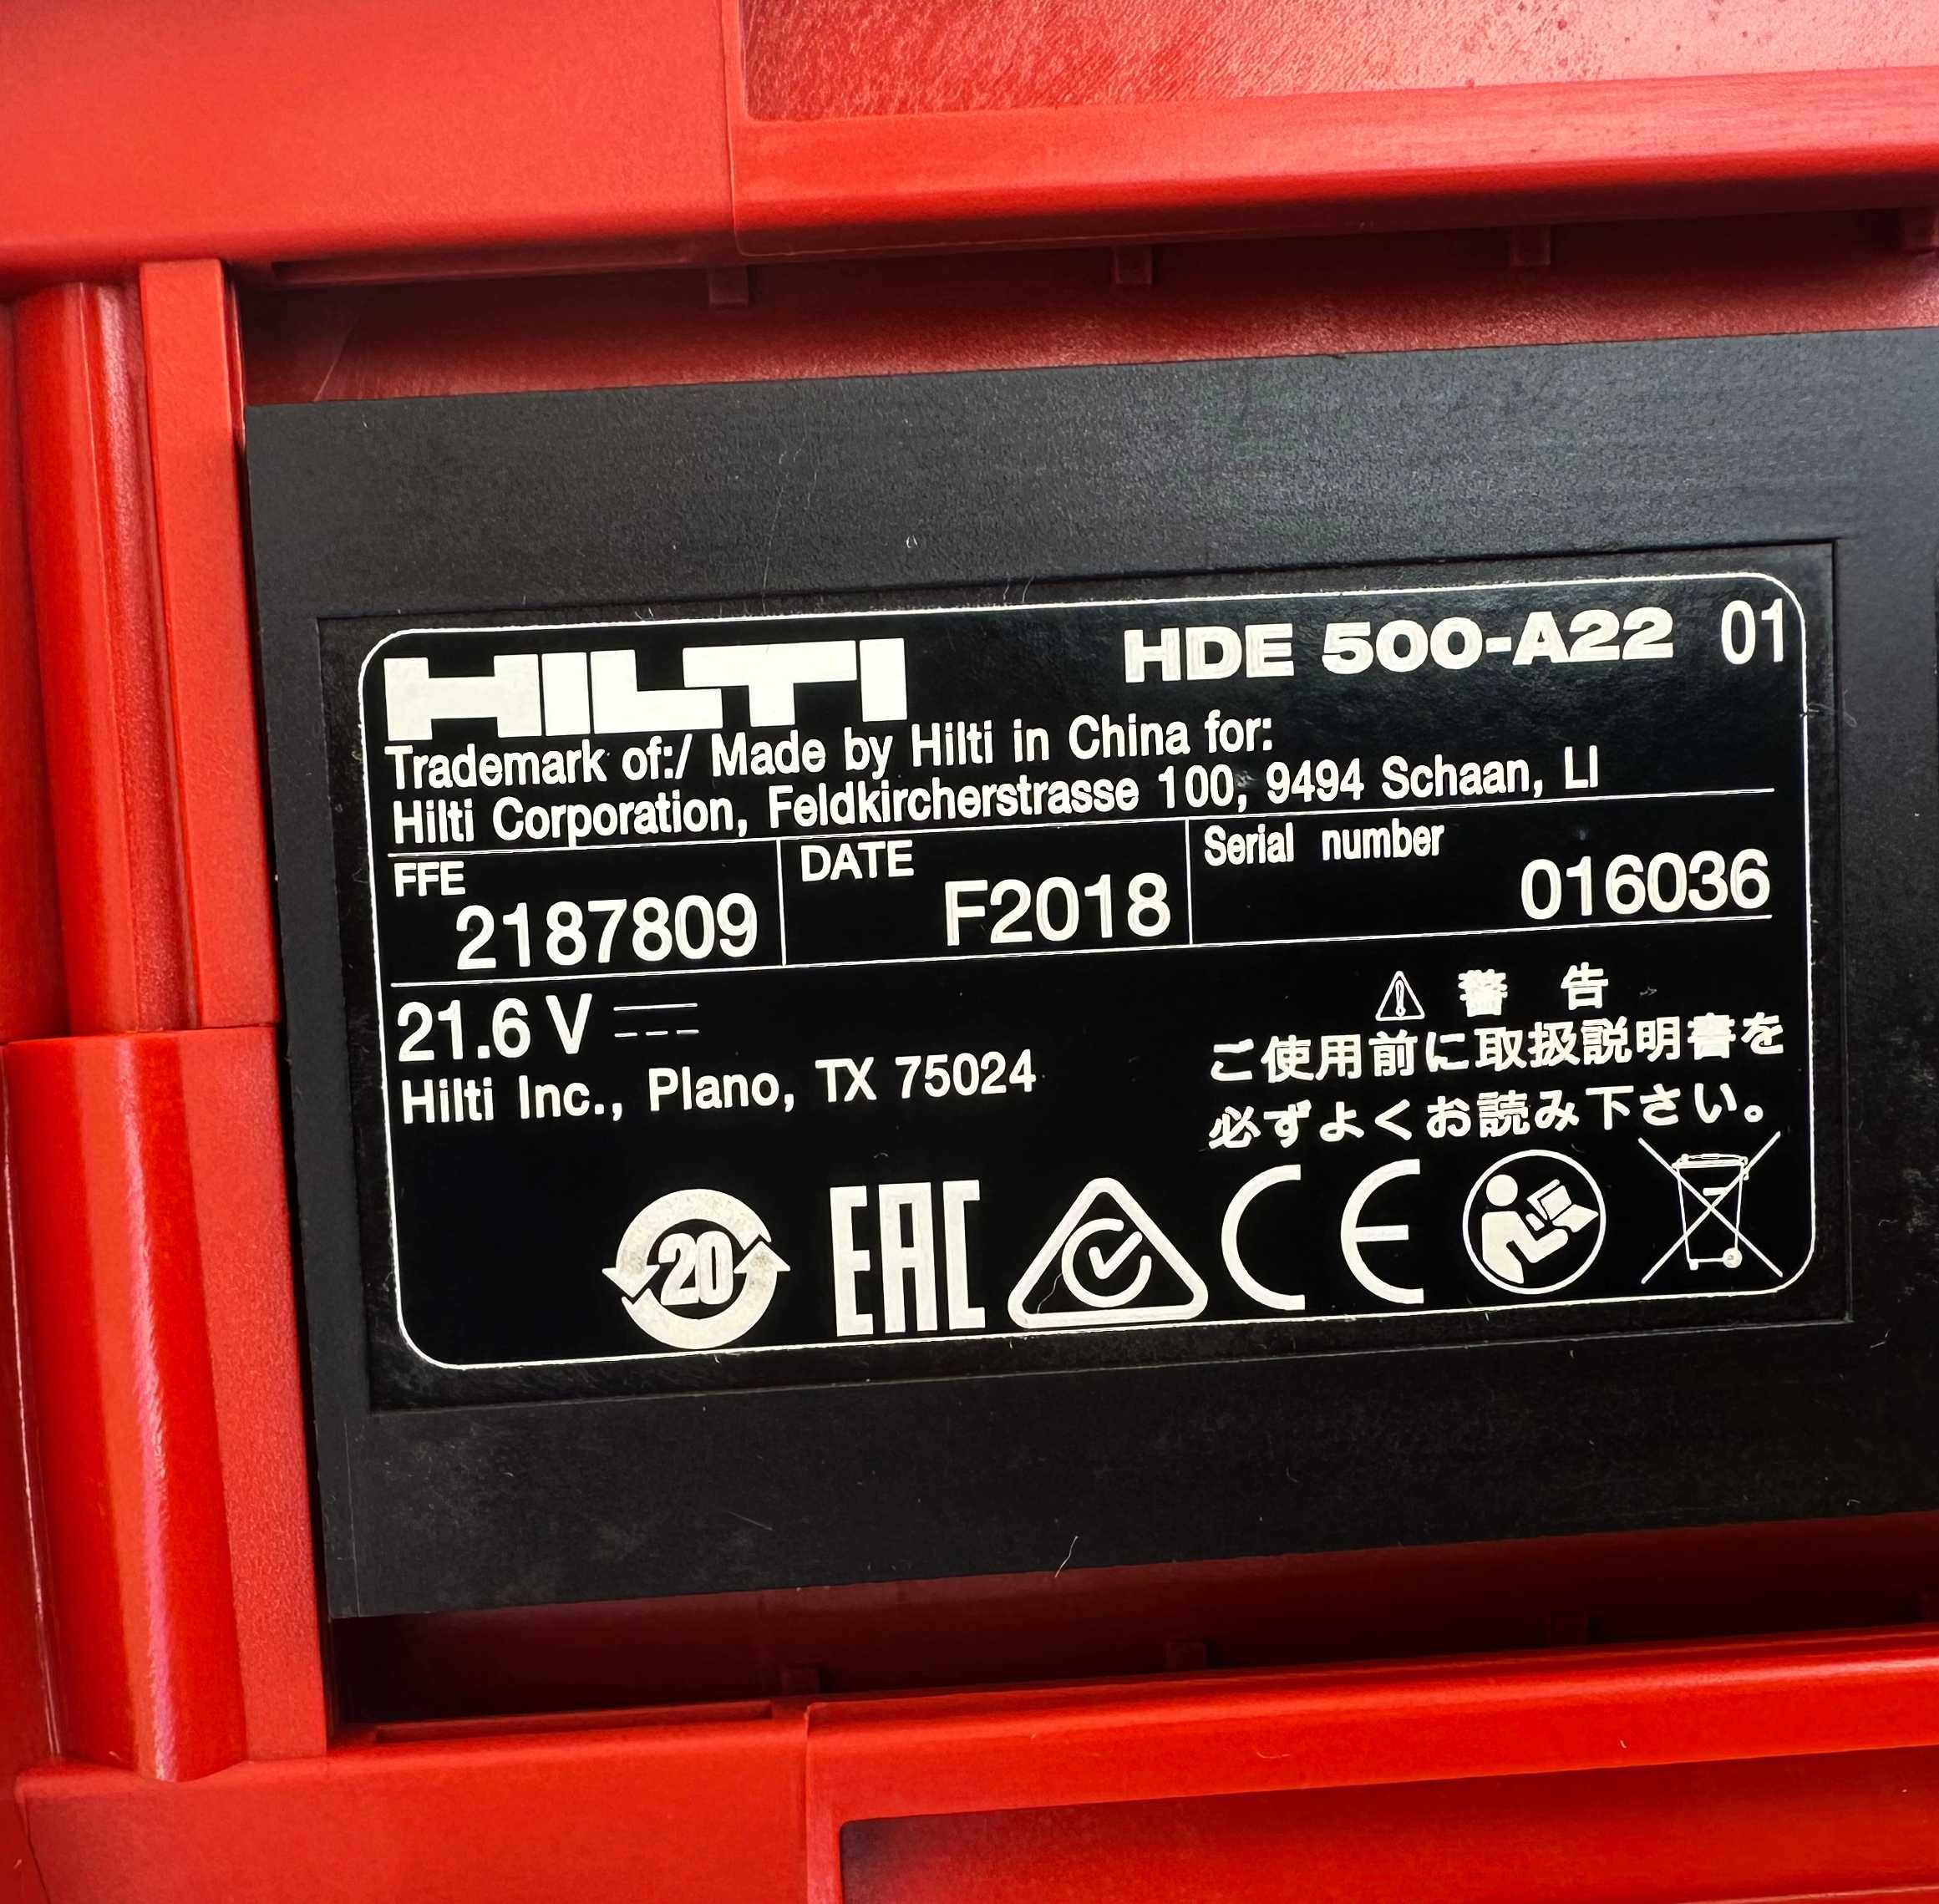 HILTI HDE 500-A22 01
Trademark of:/ Made by Hilti in China for:
Hilti Corporation, Feldkircherstrasse 100, 9494 Schaan, LI
FFE DATE Serial number
2187809 F2018 016036
21.6 V
Hilti Inc., Plano, TX 75024
警 告
ご使用前に取扱説明書を
必ずよくお読み下さい。
20 EAC CE